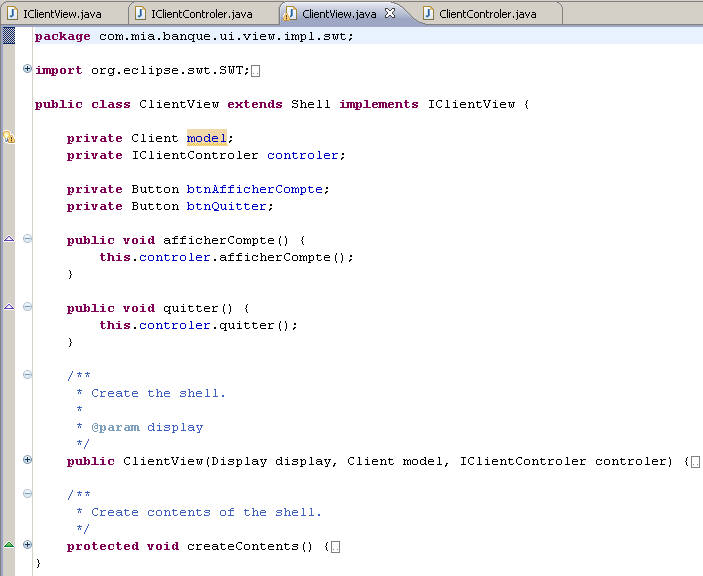 IClientView.java IClientControler.java ClientView.java ClientControler.java
package com.mia.banque.ui.view.impl.swt;
import org.eclipse.swt.SWT;
public class ClientView extends Shell implements IClientView {
private Client model;
private IClientControler controler;
private Button btnAfficherCompte;
private Button btnQuitter;
public void afficherCompte() {
this.controler.afficherCompte();
}
public void quitter() {
this.controler.quitter();
}
/**
* Create the shell.
*
* @param display
*/
public ClientView(Display display, Client model, IClientControler controler) {
/**
* Create contents of the shell.
*/
protected void createContents() {
}